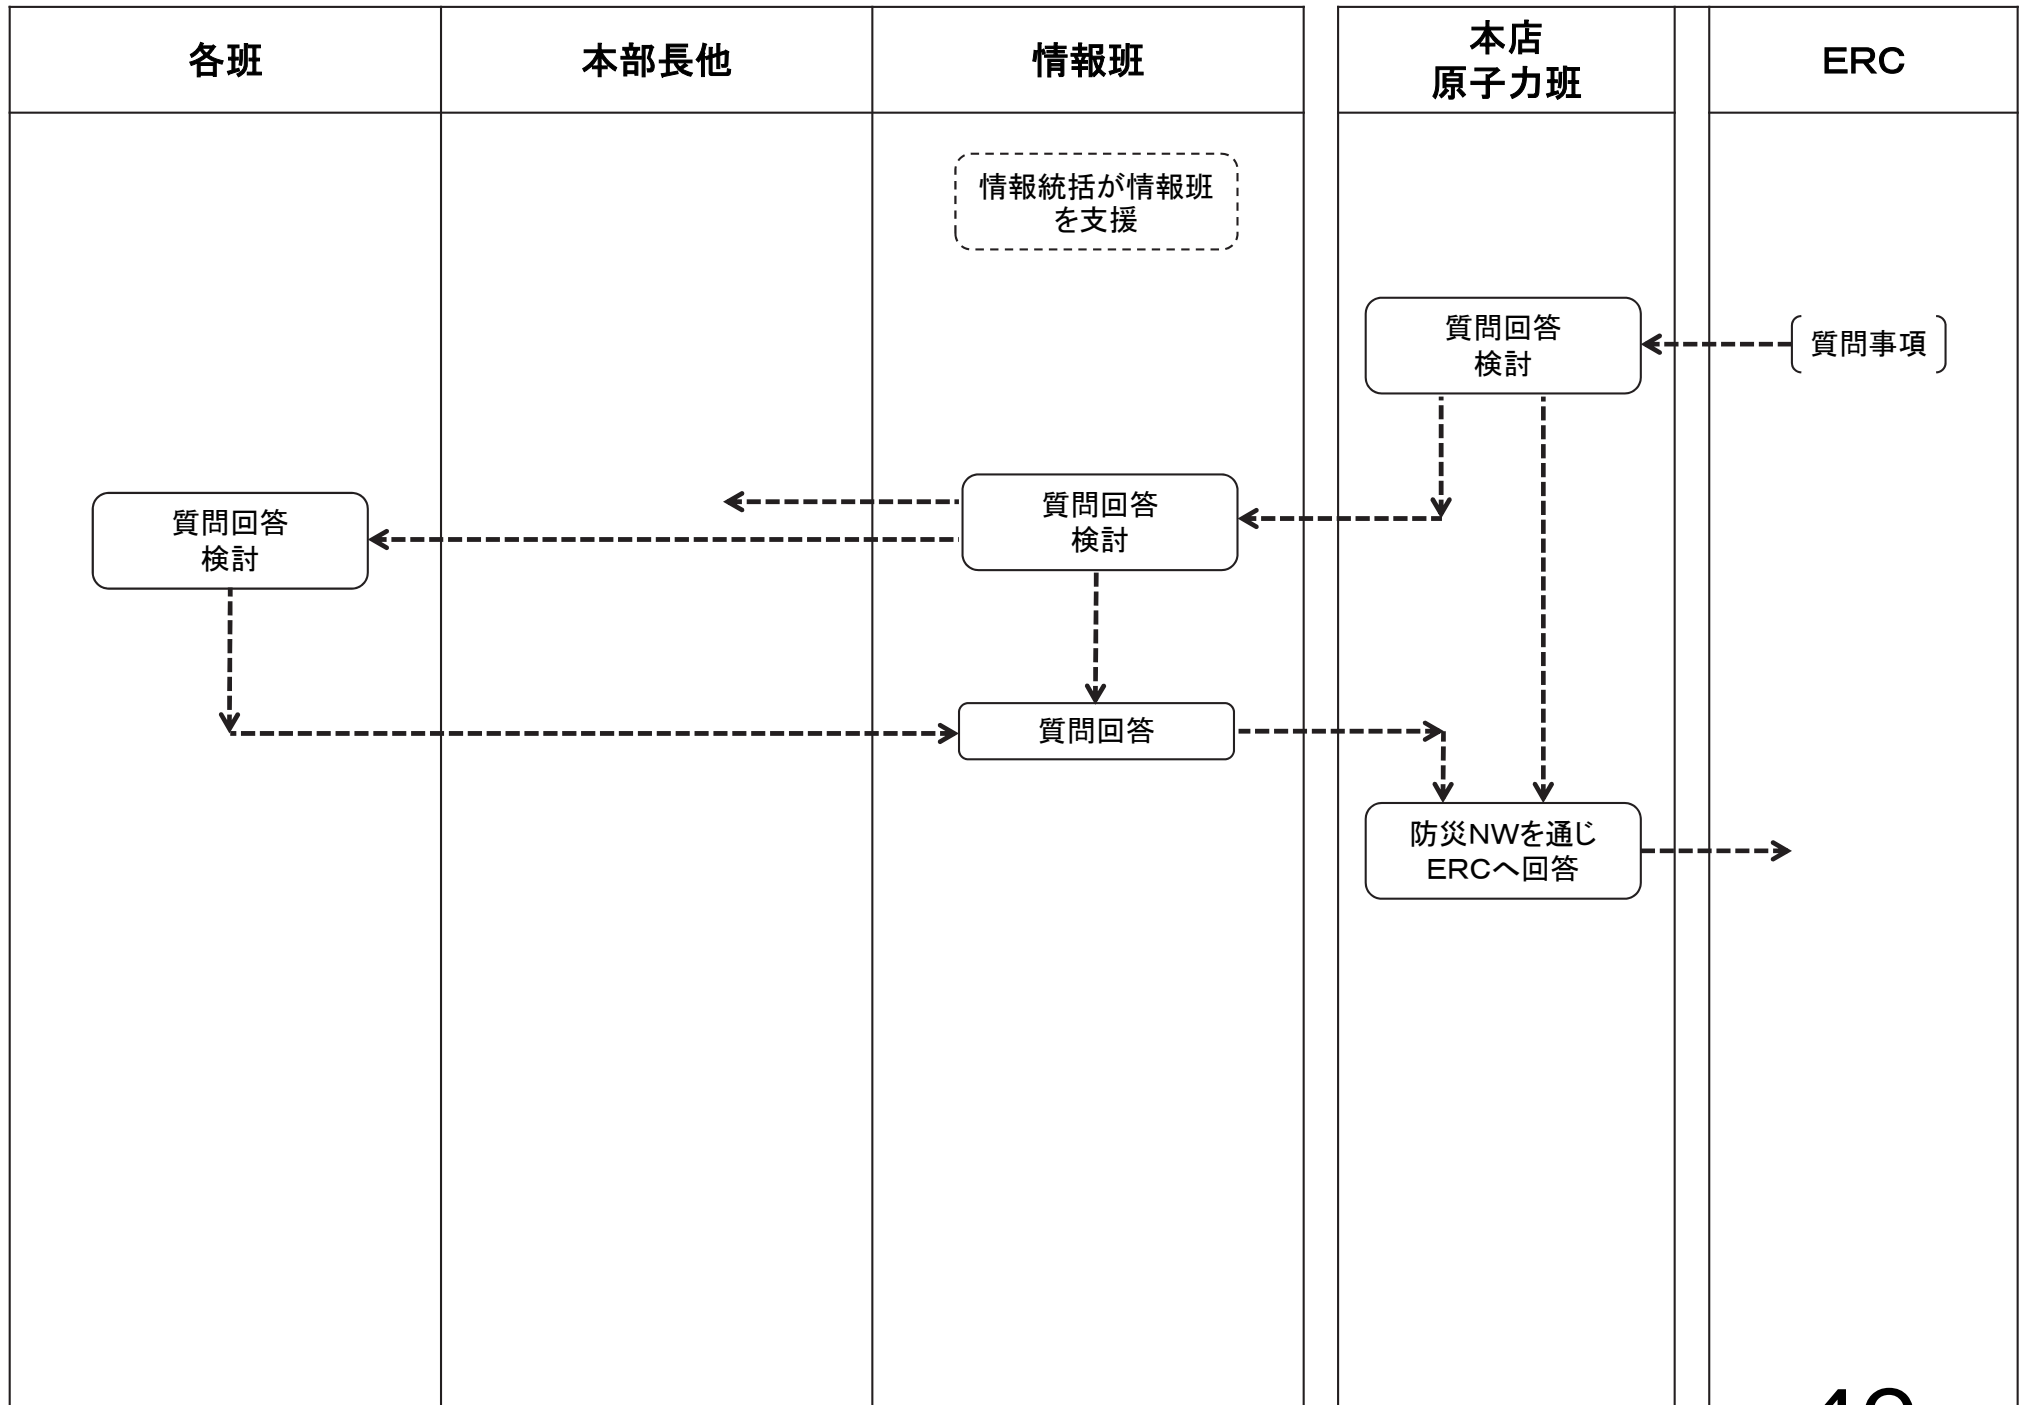 各班
本部長他
情報班
本店
原子力班
ERC
情報統括が情報班
を支援
質問回答
検討
質問事項
質問回答
検討
質問回答
検討
質問回答
防災NWを通じ
ERCへ回答